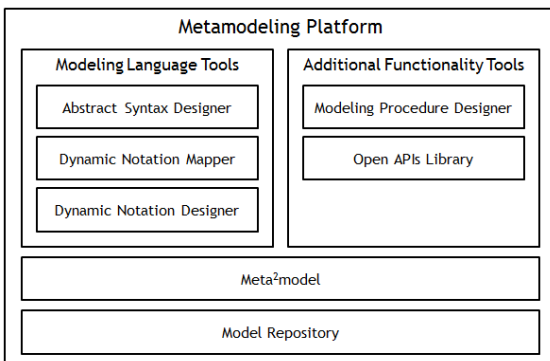 Metamodeling Platform
Modeling Language Tools
Abstract Syntax Designer
Dynamic Notation Mapper
Dynamic Notation Designer
Additional Functionality Tools
Modeling Procedure Designer
Open APIs Library
Meta²model
Model Repository